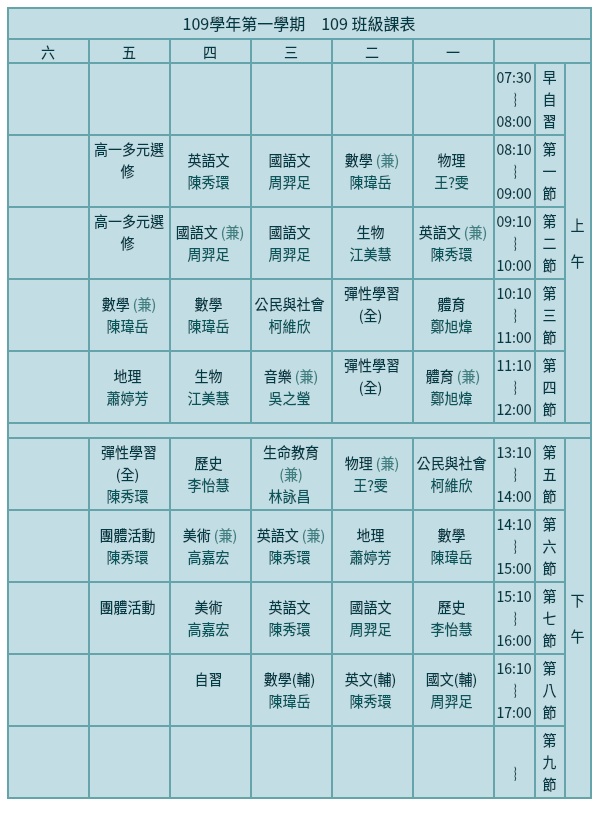 109學年第一學期 109 班級課表
六 五 四 三 二 一
07:30
~
08:00
早
自
習
高一多元選
修
英語文
陳秀環
國語文
周羿足
數學 (兼)
陳瑋岳
物理
王?雯
08:10
~
09:00
第
一
節
高一多元選
修
國語文 (兼)
周羿足
國語文
周羿足
生物
江美慧
英語文 (兼)
陳秀環
09:10
~
10:00
第
二
節
上
午
數學 (兼)
陳瑋岳
數學
陳瑋岳
公民與社會
柯維欣
彈性學習
(全)
體育
鄭旭煒
10:10
~
11:00
第
三
節
地理
蕭婷芳
生物
江美慧
音樂 (兼)
吳之瑩
彈性學習
(全)
體育 (兼)
鄭旭煒
11:10
~
12:00
第
四
節
彈性學習
(全)
陳秀環
歷史
李怡慧
生命教育
(兼)
林詠昌
物理 (兼)
王?雯
公民與社會
柯維欣
13:10
~
14:00
第
五
節
團體活動
陳秀環
美術 (兼)
高嘉宏
英語文 (兼)
陳秀環
地理
蕭婷芳
數學
陳瑋岳
14:10
~
15:00
第
六
節
團體活動
美術
高嘉宏
英語文
陳秀環
國語文
周羿足
歷史
李怡慧
15:10
~
16:00
第
七
節
下
午
自習
數學(輔)
陳瑋岳
英文(輔)
陳秀環
國文(輔)
周羿足
16:10
~
17:00
第
八
節
~
第
九
節